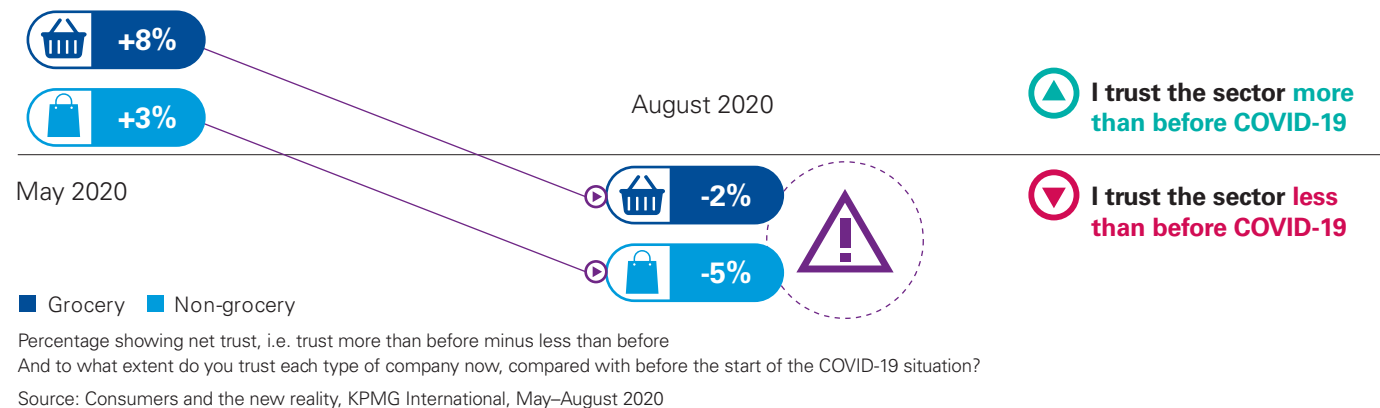 +8%
+3%
August 2020
I trust the sector more
than before COVID-19
May 2020
-2%
-5%
I trust the sector less
than before COVID-19
Grocery Non-grocery
Percentage showing net trust, i.e. trust more than before minus less than before
And to what extent do you trust each type of company now, compared with before the start of the COVID-19 situation?
Source: Consumers and the new reality, KPMG International, May–August 2020